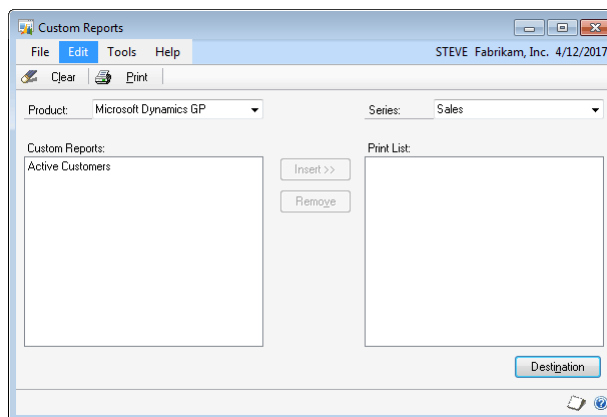 Custom Reports
File Edit Tools Help STEVE Fabrikam, Inc. 4/12/2017
Clear Print
Product: Microsoft Dynamics GP Series: Sales
Custom Reports: Print List:
Active Customers
Insert >>
Remove
Destination